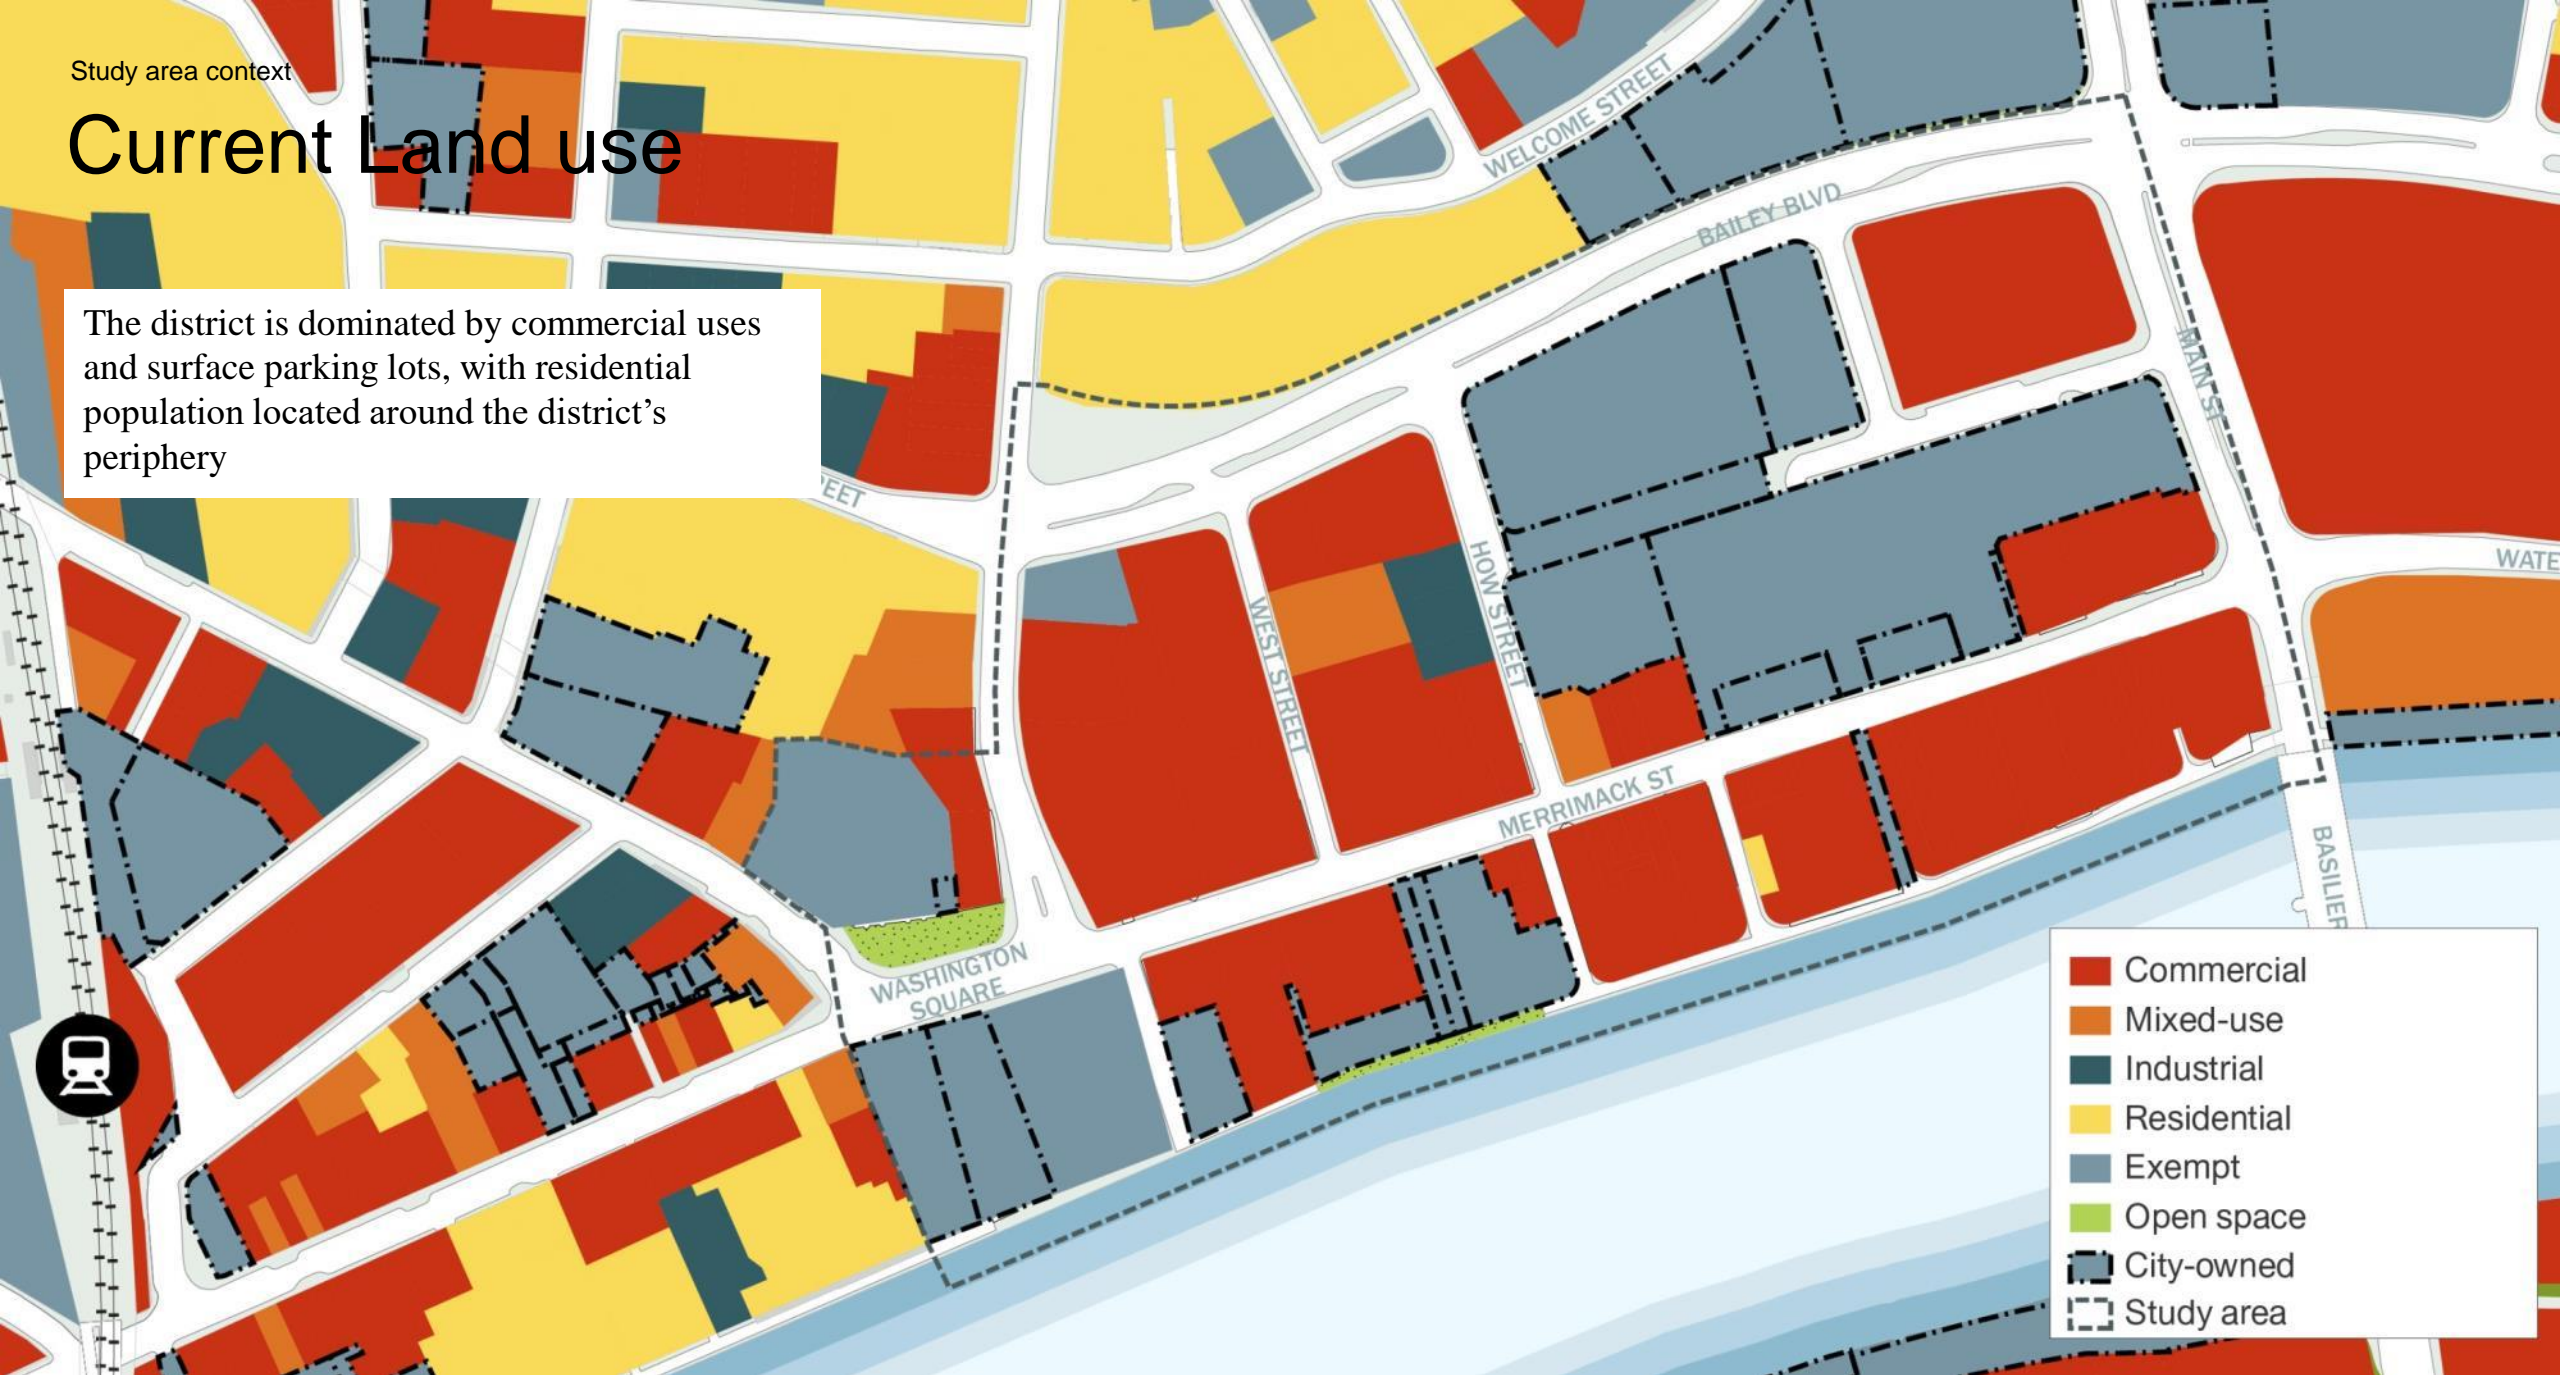 Study area context
Current Land use
The district is dominated by commercial uses
and surface parking lots, with residential
population located around the district's
periphery
WELCOME STREET
BAILEY BLVD
MAIN ST
WEST STREET
HOW STREET
MERRIMACK ST
WASHINGTON
SQUARE
Commercial
Mixed-use
Industrial
Residential
Exempt
Open space
City-owned
Study area